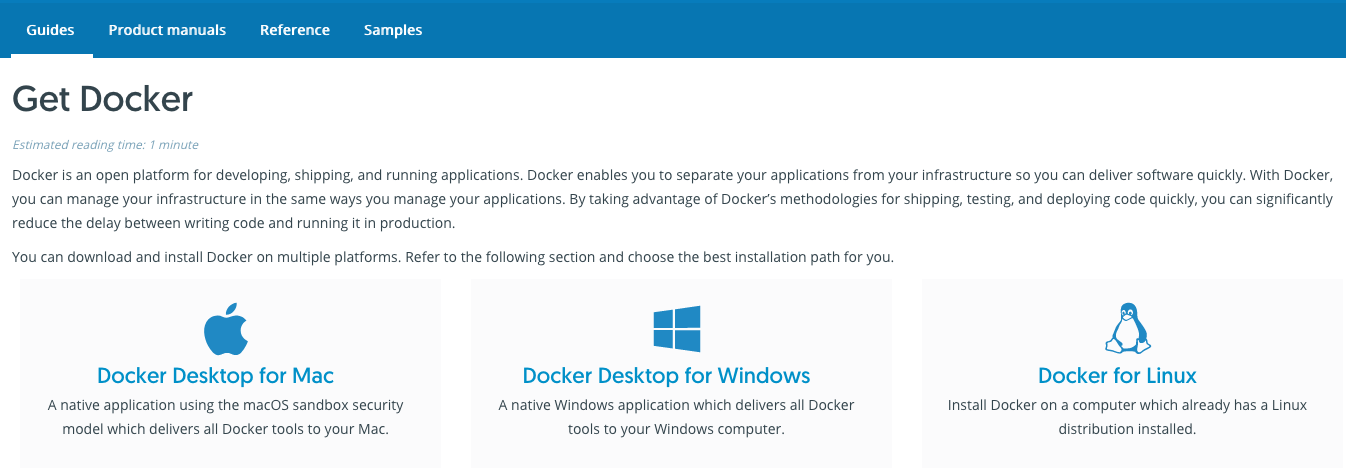 Guides Product manuals Reference Samples
Get Docker
Estimated reading time: 1 minute
Docker is an open platform for developing, shipping, and running applications. Docker enables you to separate your applications from your infrastructure so you can deliver software quickly. With Docker,
you can manage your infrastructure in the same ways you manage your applications. By taking advantage of Docker’s methodologies for shipping, testing, and deploying code quickly, you can significantly
reduce the delay between writing code and running it in production.
You can download and install Docker on multiple platforms. Refer to the following section and choose the best installation path for you.
Docker Desktop for Mac
A native application using the macOS sandbox security
model which delivers all Docker tools to your Mac.
Docker Desktop for Windows
A native Windows application which delivers all Docker
tools to your Windows computer.
Docker for Linux
Install Docker on a computer which already has a Linux
distribution installed.